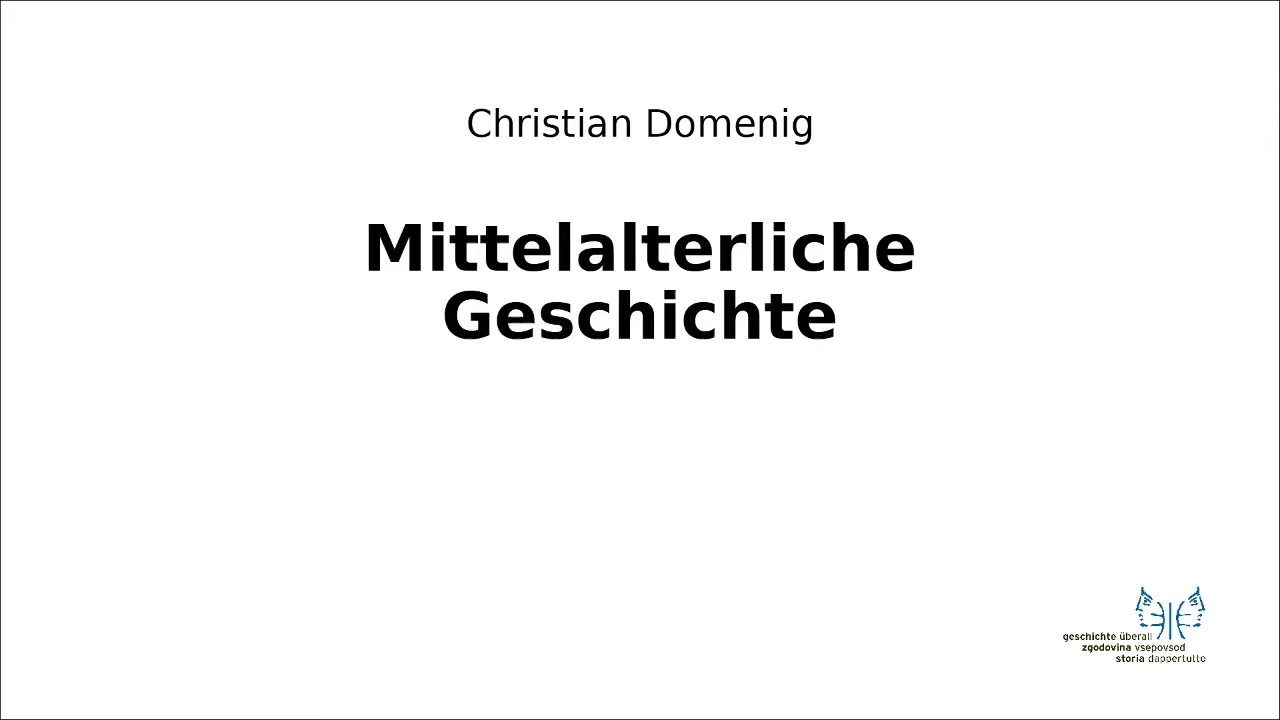 Christian Domenig
Mittelalterliche
Geschichte
geschichte überall
zgodovina vsepovsod
storia dappertutto